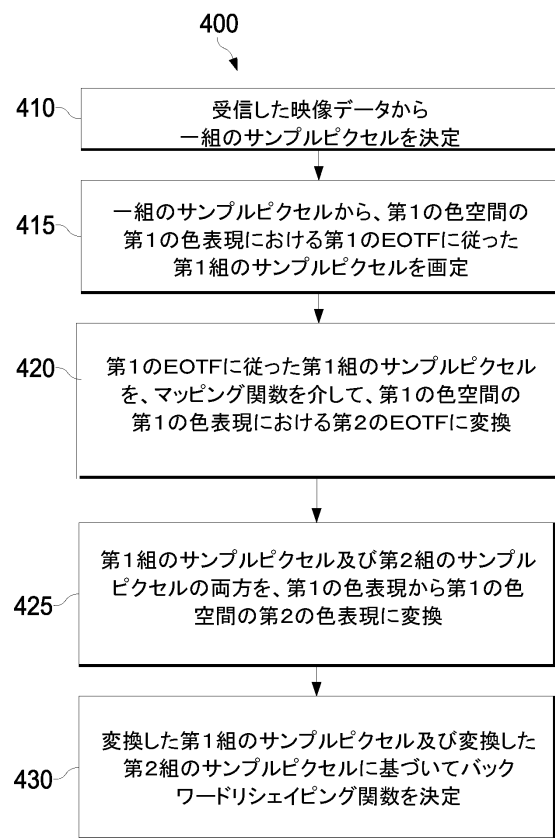 400
410
受信した映像データから
一組のサンプルピクセルを決定
415
一組のサンプルピクセルから、第1の色空間の
第1の色表現における第1のEOTFに従った
第1組のサンプルピクセルを画定
420
第1のEOTFに従った第1組のサンプルピクセル
を、マッピング関数を介して、第1の色空間の
第1の色表現における第2のEOTFに変換
425
第1組のサンプルピクセル及び第2組のサンプル
ピクセルの両方を、第1の色表現から第1の色
空間の第2の色表現に変換
430
変換した第1組のサンプルピクセル及び変換した
第2組のサンプルピクセルに基づいてバック
ワードリシェイピング関数を決定